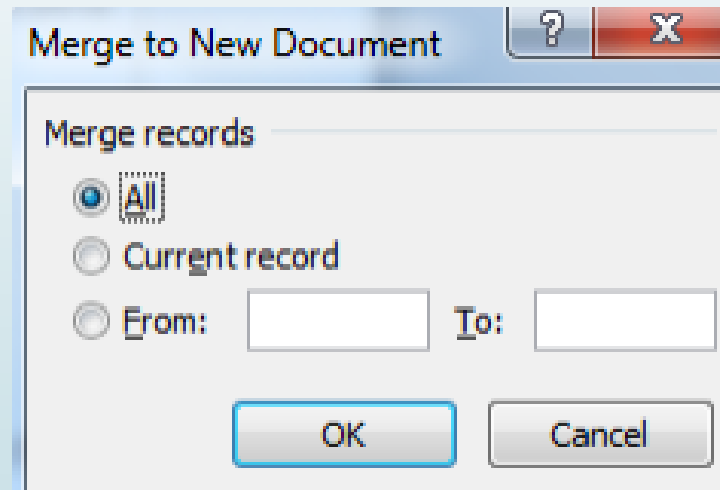 Merge to New Document
Merge records
All
Current record
From: To:
OK Cancel